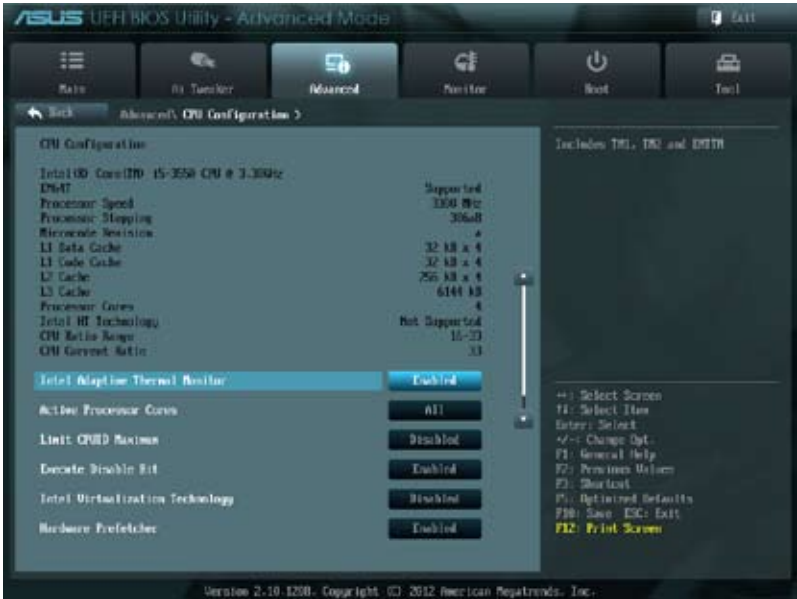 ASUS UEFI BIOS Utility - Advanced Mode
Exit
Main
Ai Tweaker
Advanced
Monitor
Boot
Tool
Back
Advanced\ CPU Configuration >
CPU Configuration
Intel(R) Core(TM) i5-3550 CPU @ 3.30GHz
EM64T Supported
Processor Speed 3300 MHz
Processor Stepping 306a8
Microcode Revision
L1 Data Cache 32 kB x 4
L1 Code Cache 32 kB x 4
L2 Cache 256 kB x 4
L3 Cache 6144 kB
Processor Cores 4
Intel HT Technology Not Supported
CPU Ratio Range 16-33
CPU Current Ratio 33
Intel Adaptive Thermal Monitor Enabled
Active Processor Cores All
Limit CPUID Maximum Disabled
Execute Disable Bit Enabled
Intel Virtualization Technology Disabled
Hardware Prefetcher Enabled
Includes TM1, TM2 and EMTTM
→←: Select Screen
↑↓: Select Item
Enter: Select
+/-: Change Opt.
F1: General Help
F2: Previous Values
F3: Shortcut
F5: Optimized Defaults
F10: Save ESC: Exit
F12: Print Screen
Version 2.10.1208. Copyright (C) 2012 American Megatrends, Inc.